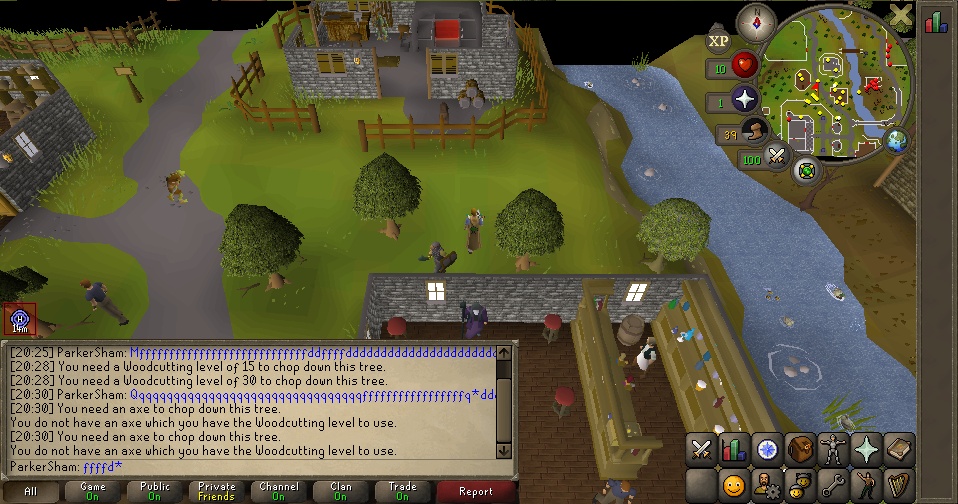 N
XP
10
1
39
100
14m
[20:25] ParkerSham: Mfffffffffffffffffffffffffffffddffffddddddddddddddddddddddd
[20:28] You need a Woodcutting level of 15 to chop down this tree.
[20:28] You need a Woodcutting level of 30 to chop down this tree.
[20:30] ParkerSham: Qqqqqqqqqqqqqqqqqqqqqqqqqqqqqqqqqffffffffffffffffffq*dd
[20:30] You need an axe to chop down this tree.
You do not have an axe which you have the Woodcutting level to use.
[20:30] You need an axe to chop down this tree.
You do not have an axe which you have the Woodcutting level to use.
ParkerSham: ffffd*
All
Game
On
Public
On
Private
Friends
Channel
On
Clan
On
Trade
On
Report